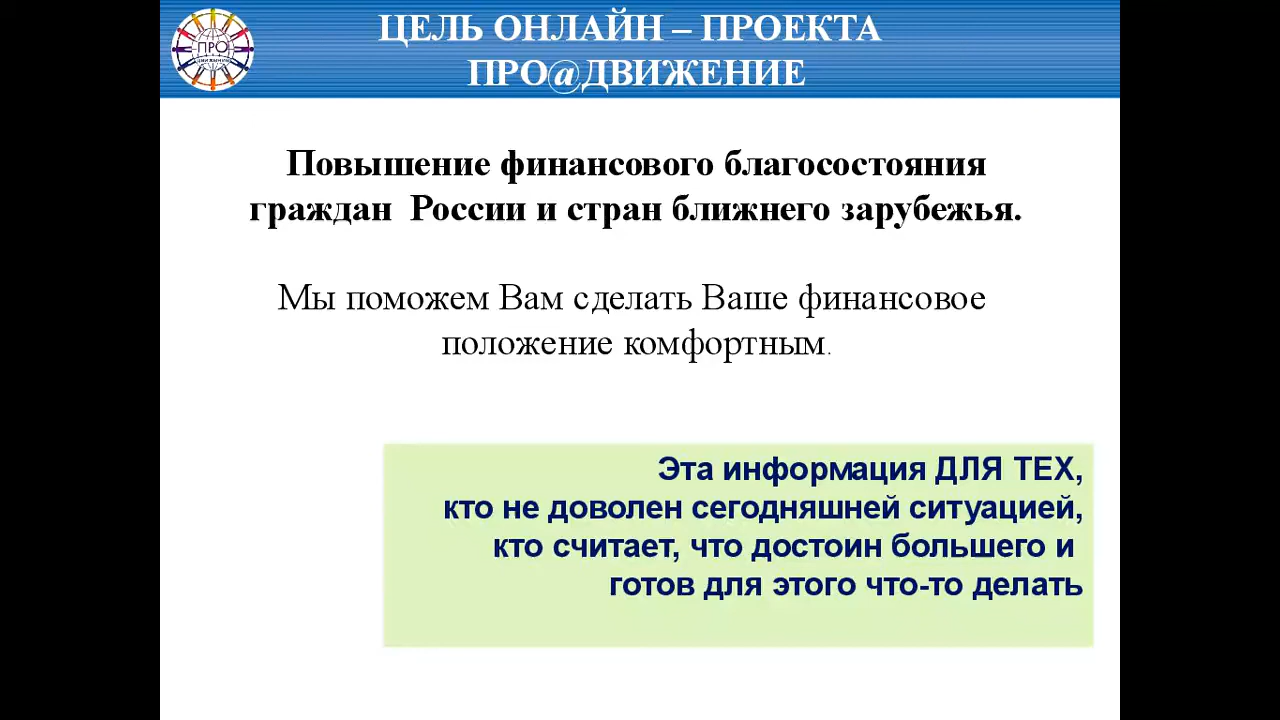 ЦЕЛЬ ОНЛАЙН – ПРОЕКТА
ПРО@ДВИЖЕНИЕ
ПРО
ДВИЖЕНИЕ
Повышение финансового благосостояния
граждан России и стран ближнего зарубежья.
Мы поможем Вам сделать Ваше финансовое
положение комфортным.
Эта информация ДЛЯ ТЕХ,
кто не доволен сегодняшней ситуацией,
кто считает, что достоин большего и
готов для этого что-то делать